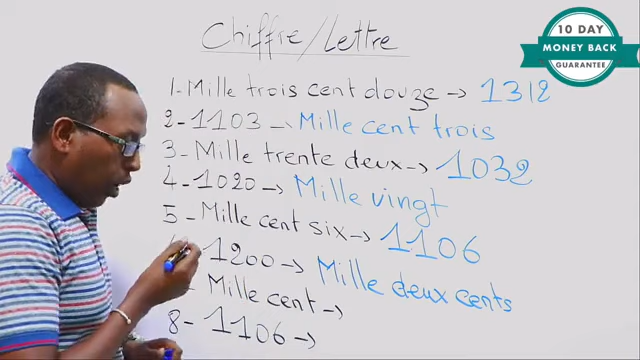 Chiffre/Lettre
10 DAY
MONEY BACK
GUARANTEE
1-Mille trois cent douze → 1312
2-1103 → Mille cent trois
3-Mille trente deux → 1032
4-1020 → Mille vingt
5-Mille cent six → 1106
1200 → Mille deux cents
Mille cent →
8-1106 →